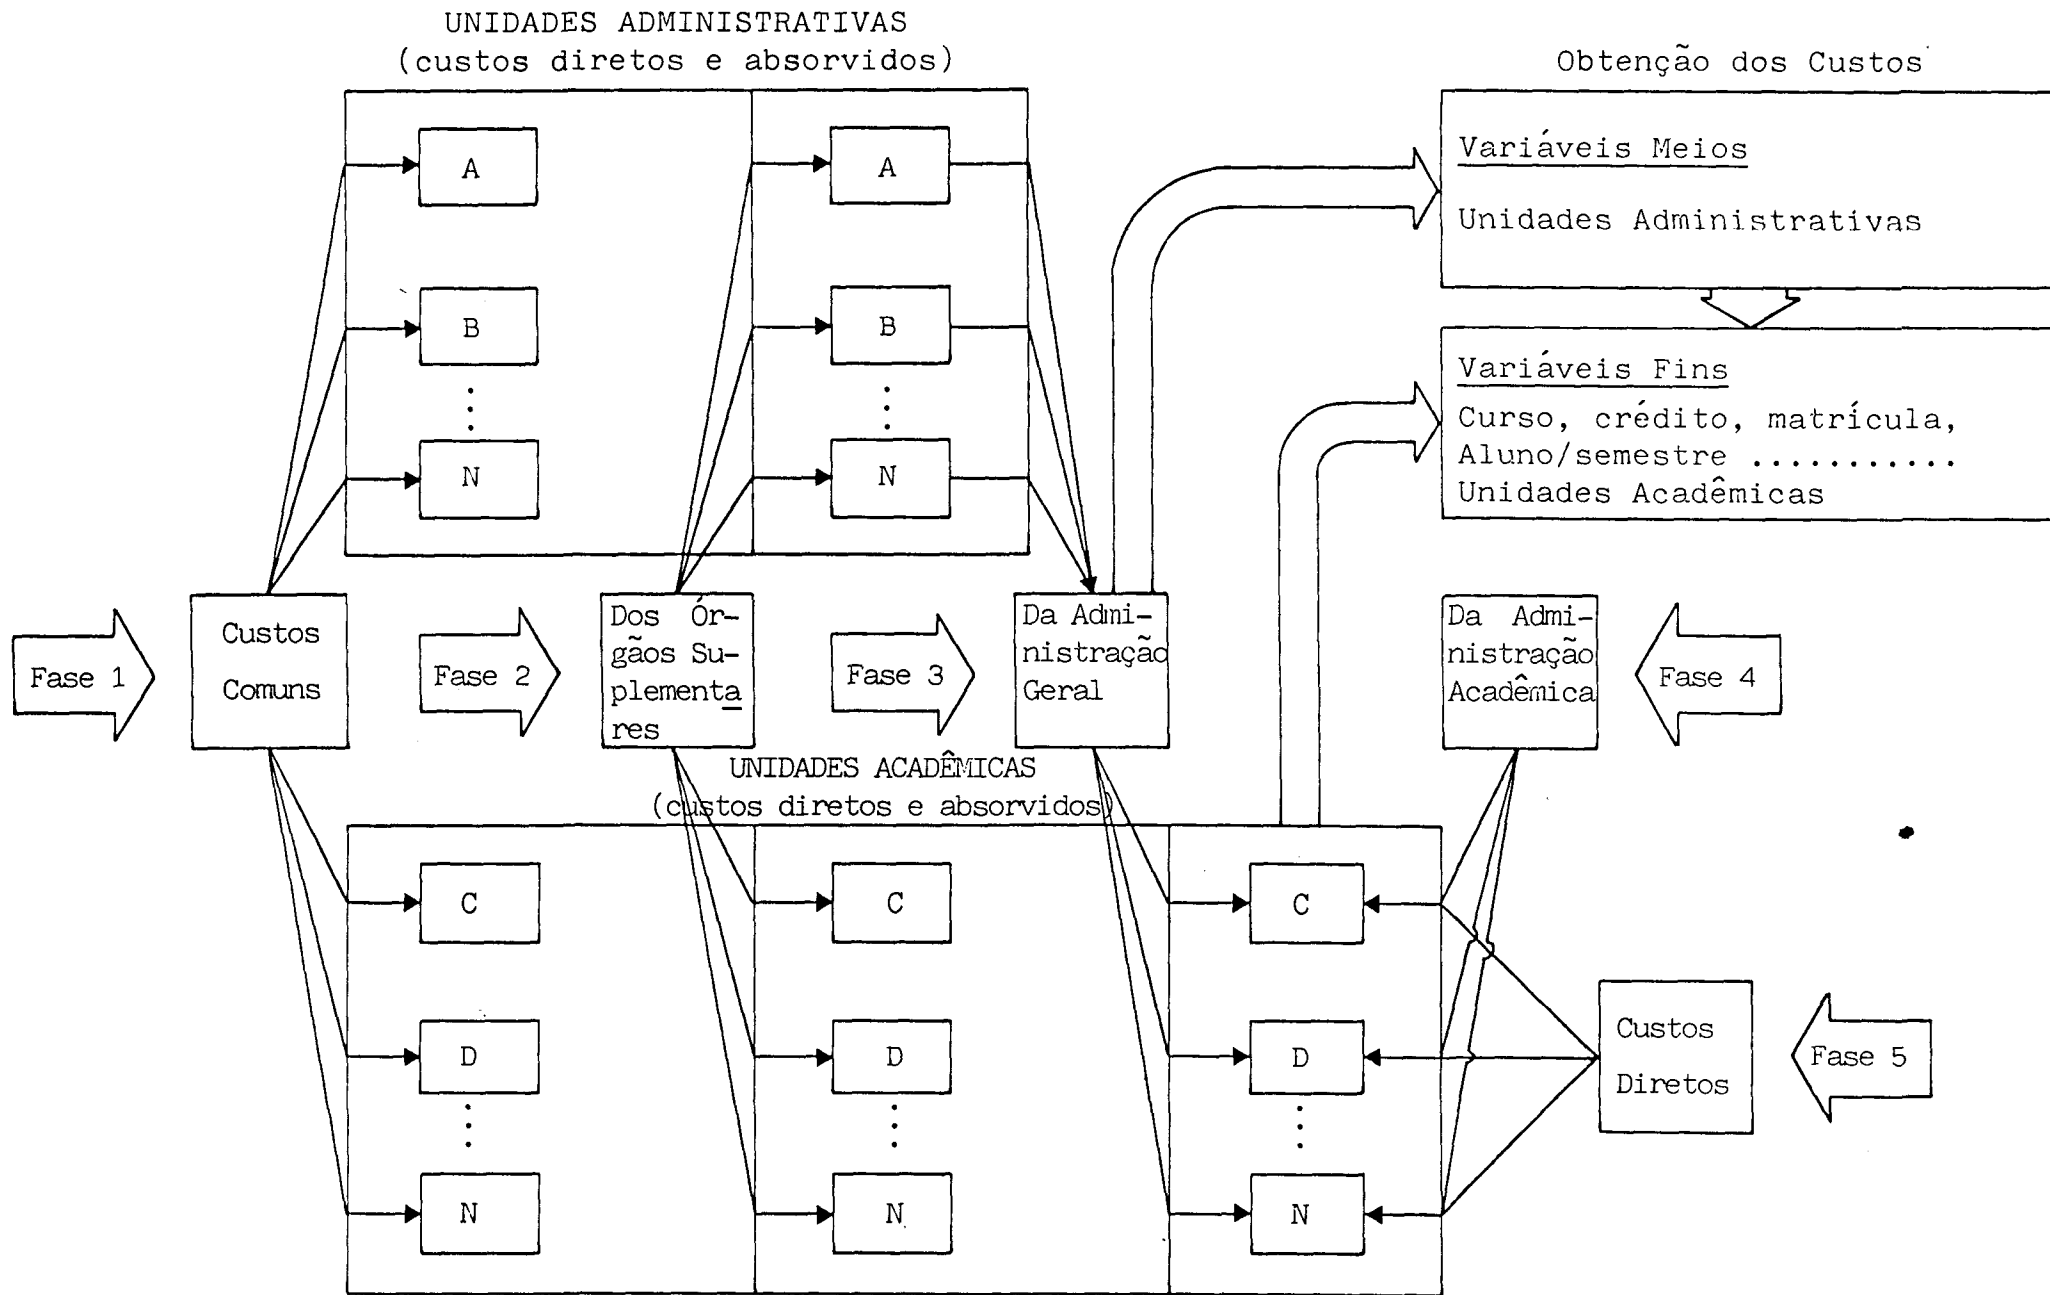 UNIDADES ADMINISTRATIVAS
(custos diretos e absorvidos)
Obtenção dos Custos
A
B
N
A
B
N
Variáveis Meios
Unidades Administrativas
Variáveis Fins
Curso, crédito, matrícula,
Aluno/semestre ...........
Unidades Acadêmicas
Fase 1
Custos
Comuns
Fase 2
Dos Ór-
gãos Su-
plementa
res
Fase 3
Da Admi-
nistração
Geral
Da Admi-
nistração
Acadêmica
Fase 4
UNIDADES ACADÊMICAS
(custos diretos e absorvidos)
C
D
N
C
D
N
C
D
N
Custos
Diretos
Fase 5